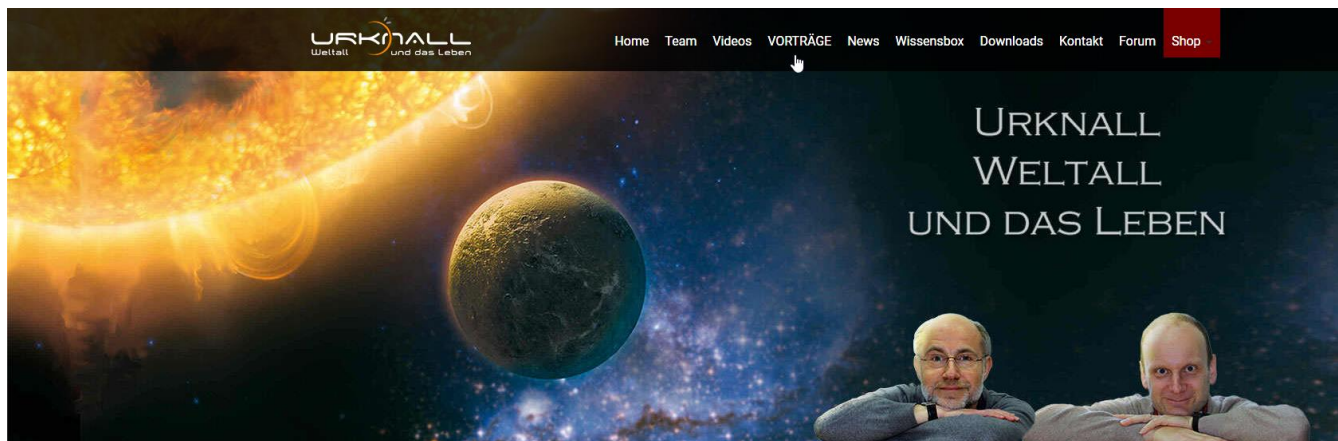 URKNALL
Weltall und das Leben
Home Team Videos VORTRÄGE News Wissensbox Downloads Kontakt Forum Shop
URKNALL
WELTALL
UND DAS LEBEN